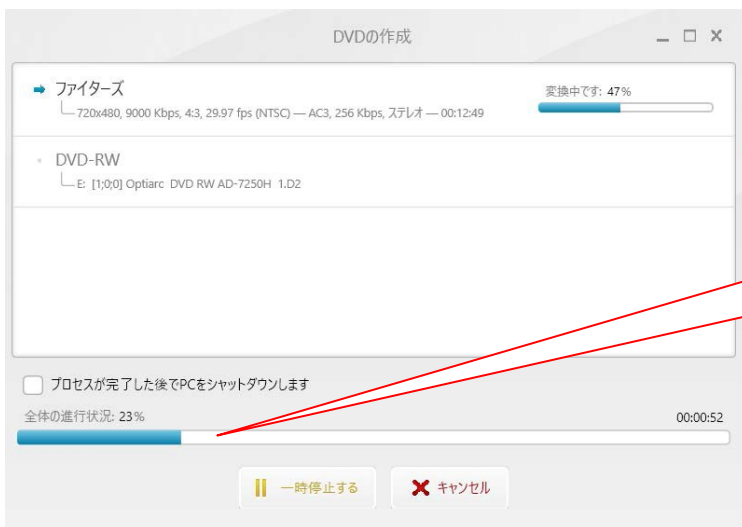 DVDの作成
ファイターズ
変換中です: 47%
720x480, 9000 Kbps, 4:3, 29.97 fps (NTSC) — AC3, 256 Kbps, ステレオ — 00:12:49
DVD-RW
E: [1;0;0] Optiarc DVD RW AD-7250H 1.D2
プロセスが完了した後でPCをシャットダウンします
全体の進行状況: 23%
00:00:52
一時停止する
キャンセル